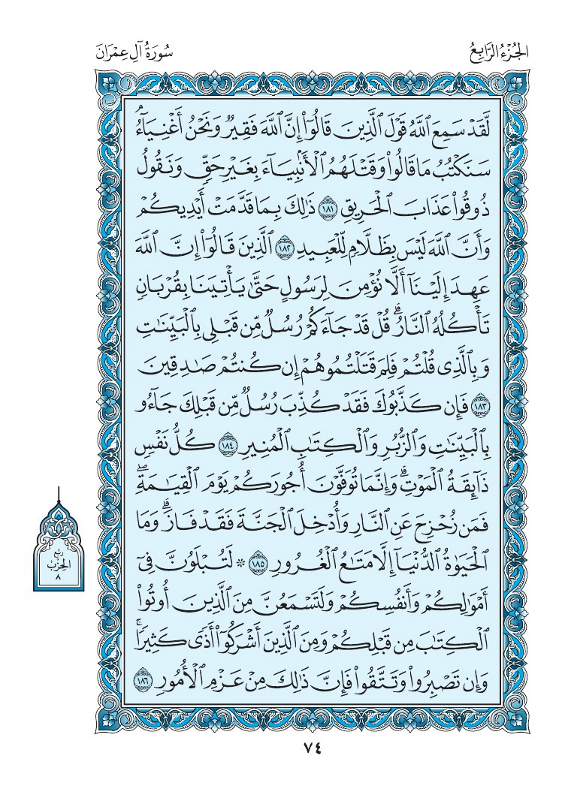 الجُزْءُ الرَّابِعُ
سُورَةُ آلِ عِمْرَانَ
لَّقَدْ سَمِعَ ٱللَّهُ قَوْلَ ٱلَّذِينَ قَالُوٓا۟ إِنَّ ٱللَّهَ فَقِيرٌ وَنَحْنُ أَغْنِيَآءُۘ
سَنَكْتُبُ مَا قَالُوا۟ وَقَتْلَهُمُ ٱلْأَنۢبِيَآءَ بِغَيْرِ حَقٍّ وَنَقُولُ
ذُوقُوا۟ عَذَابَ ٱلْحَرِيقِ ١٨١ ذَٰلِكَ بِمَا قَدَّمَتْ أَيْدِيكُمْ
وَأَنَّ ٱللَّهَ لَيْسَ بِظَلَّامٍ لِّلْعَبِيدِ ١٨٢ ٱلَّذِينَ قَالُوٓا۟ إِنَّ ٱللَّهَ
عَهِدَ إِلَيْنَآ أَلَّا نُؤْمِنَ لِرَسُولٍ حَتَّىٰ يَأْتِيَنَا بِقُرْبَانٍ
تَأْكُلُهُ ٱلنَّارُۗ قُلْ قَدْ جَآءَكُمْ رُسُلٌ مِّن قَبْلِى بِٱلْبَيِّنَٰتِ
وَبِٱلَّذِى قُلْتُمْ فَلِمَ قَتَلْتُمُوهُمْ إِن كُنتُمْ صَٰدِقِينَ
١٨٣ فَإِن كَذَّبُوكَ فَقَدْ كُذِّبَ رُسُلٌ مِّن قَبْلِكَ جَآءُو
بِٱلْبَيِّنَٰتِ وَٱلزُّبُرِ وَٱلْكِتَٰبِ ٱلْمُنِيرِ ١٨٤ كُلُّ نَفْسٍ
ذَآئِقَةُ ٱلْمَوْتِۗ وَإِنَّمَا تُوَفَّوْنَ أُجُورَكُمْ يَوْمَ ٱلْقِيَٰمَةِۖ
فَمَن زُحْزِحَ عَنِ ٱلنَّارِ وَأُدْخِلَ ٱلْجَنَّةَ فَقَدْ فَازَۗ وَمَا
ٱلْحَيَوٰةُ ٱلدُّنْيَآ إِلَّا مَتَٰعُ ٱلْغُرُورِ ١٨٥ * لَتُبْلَوُنَّ فِىٓ
أَمْوَٰلِكُمْ وَأَنفُسِكُمْ وَلَتَسْمَعُنَّ مِنَ ٱلَّذِينَ أُوتُوا۟
ٱلْكِتَٰبَ مِن قَبْلِكُمْ وَمِنَ ٱلَّذِينَ أَشْرَكُوٓا۟ أَذًى كَثِيرًاۚ
وَإِن تَصْبِرُوا۟ وَتَتَّقُوا۟ فَإِنَّ ذَٰلِكَ مِنْ عَزْمِ ٱلْأُمُورِ ١٨٦
ربع
الحزب
٨
٧٤